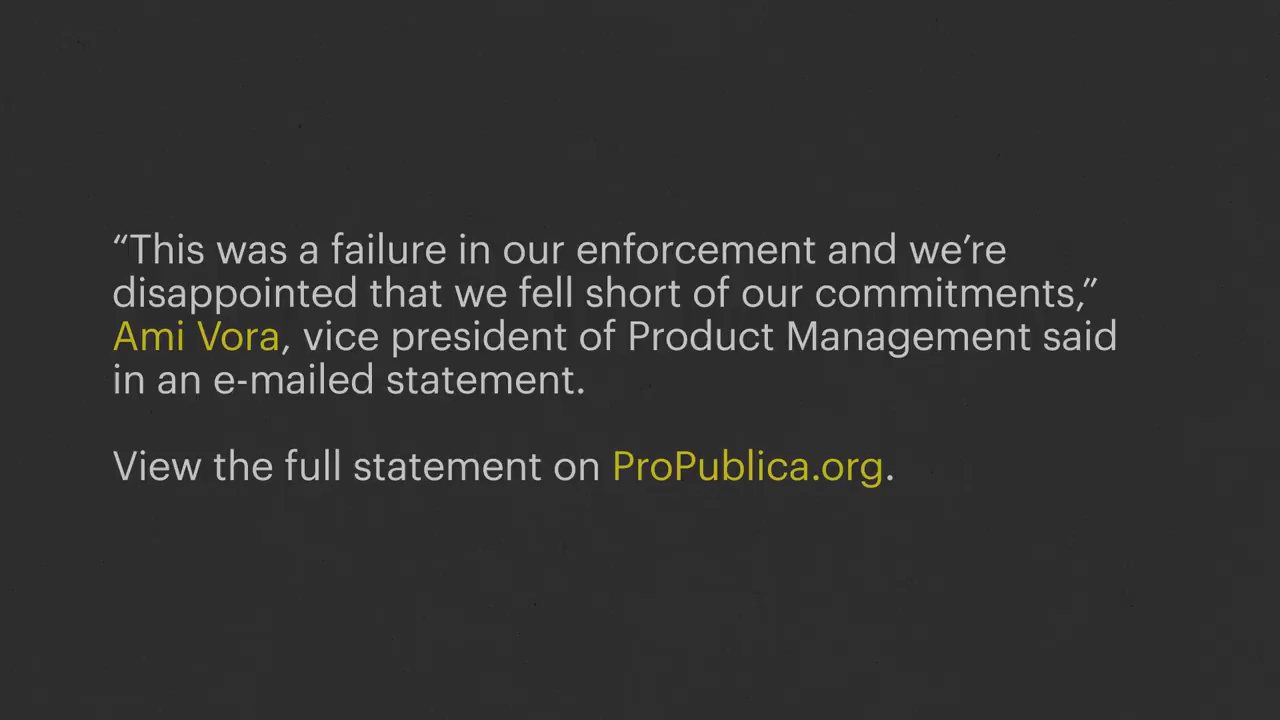 “This was a failure in our enforcement and we’re
disappointed that we fell short of our commitments,”
Ami Vora, vice president of Product Management said
in an e-mailed statement.
View the full statement on ProPublica.org.